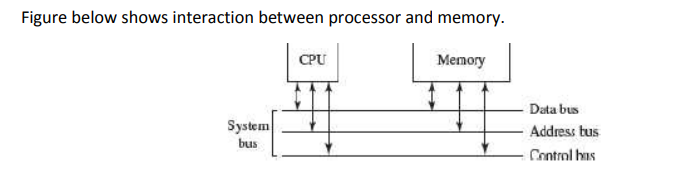 Figure below shows interaction between processor and memory.
CPU
Memory
Data bus
System
bus
Address bus
Control bus